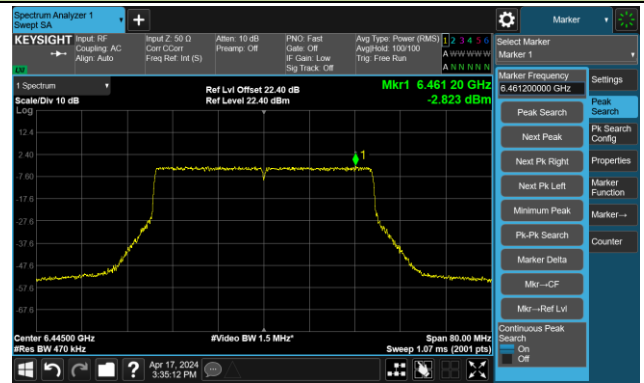 Spectrum Analyzer 1
Swept SA
Marker
KEYSIGHT
Input: RF
Coupling: AC
Align: Auto
Input Z: 50 Ω
Corr CCorr
Freq Ref: Int (S)
Atten: 10 dB
Preamp: Off
PNO: Fast
Gate: Off
IF Gain: Low
Sig Track: Off
Avg Type: Power (RMS)
Avg|Hold: 100/100
Trig: Free Run
1 2 3 4 5 6
A W W W W W
A N N N N N
Select Marker
Marker 1
1 Spectrum
Scale/Div 10 dB
Ref Lvl Offset 22.40 dB
Ref Level 22.40 dBm
Mkr1 6.461 20 GHz
-2.823 dBm
Log
12.4
2.40
-7.60
-17.6
-27.6
-37.6
-47.6
-57.6
-67.6
1
Center 6.44500 GHz
#Res BW 470 kHz
#Video BW 1.5 MHz*
Span 80.00 MHz
Sweep 1.07 ms (2001 pts)
Marker Frequency
6.461200000 GHz
Peak Search
Next Peak
Next Pk Right
Next Pk Left
Minimum Peak
Pk-Pk Search
Marker Delta
Mkr→CF
Mkr→Ref Lvl
Continuous Peak
Search
On
Off
Settings
Peak
Search
Pk Search
Config
Properties
Marker
Function
Marker→
Counter
Apr 17, 2024
3:35:12 PM